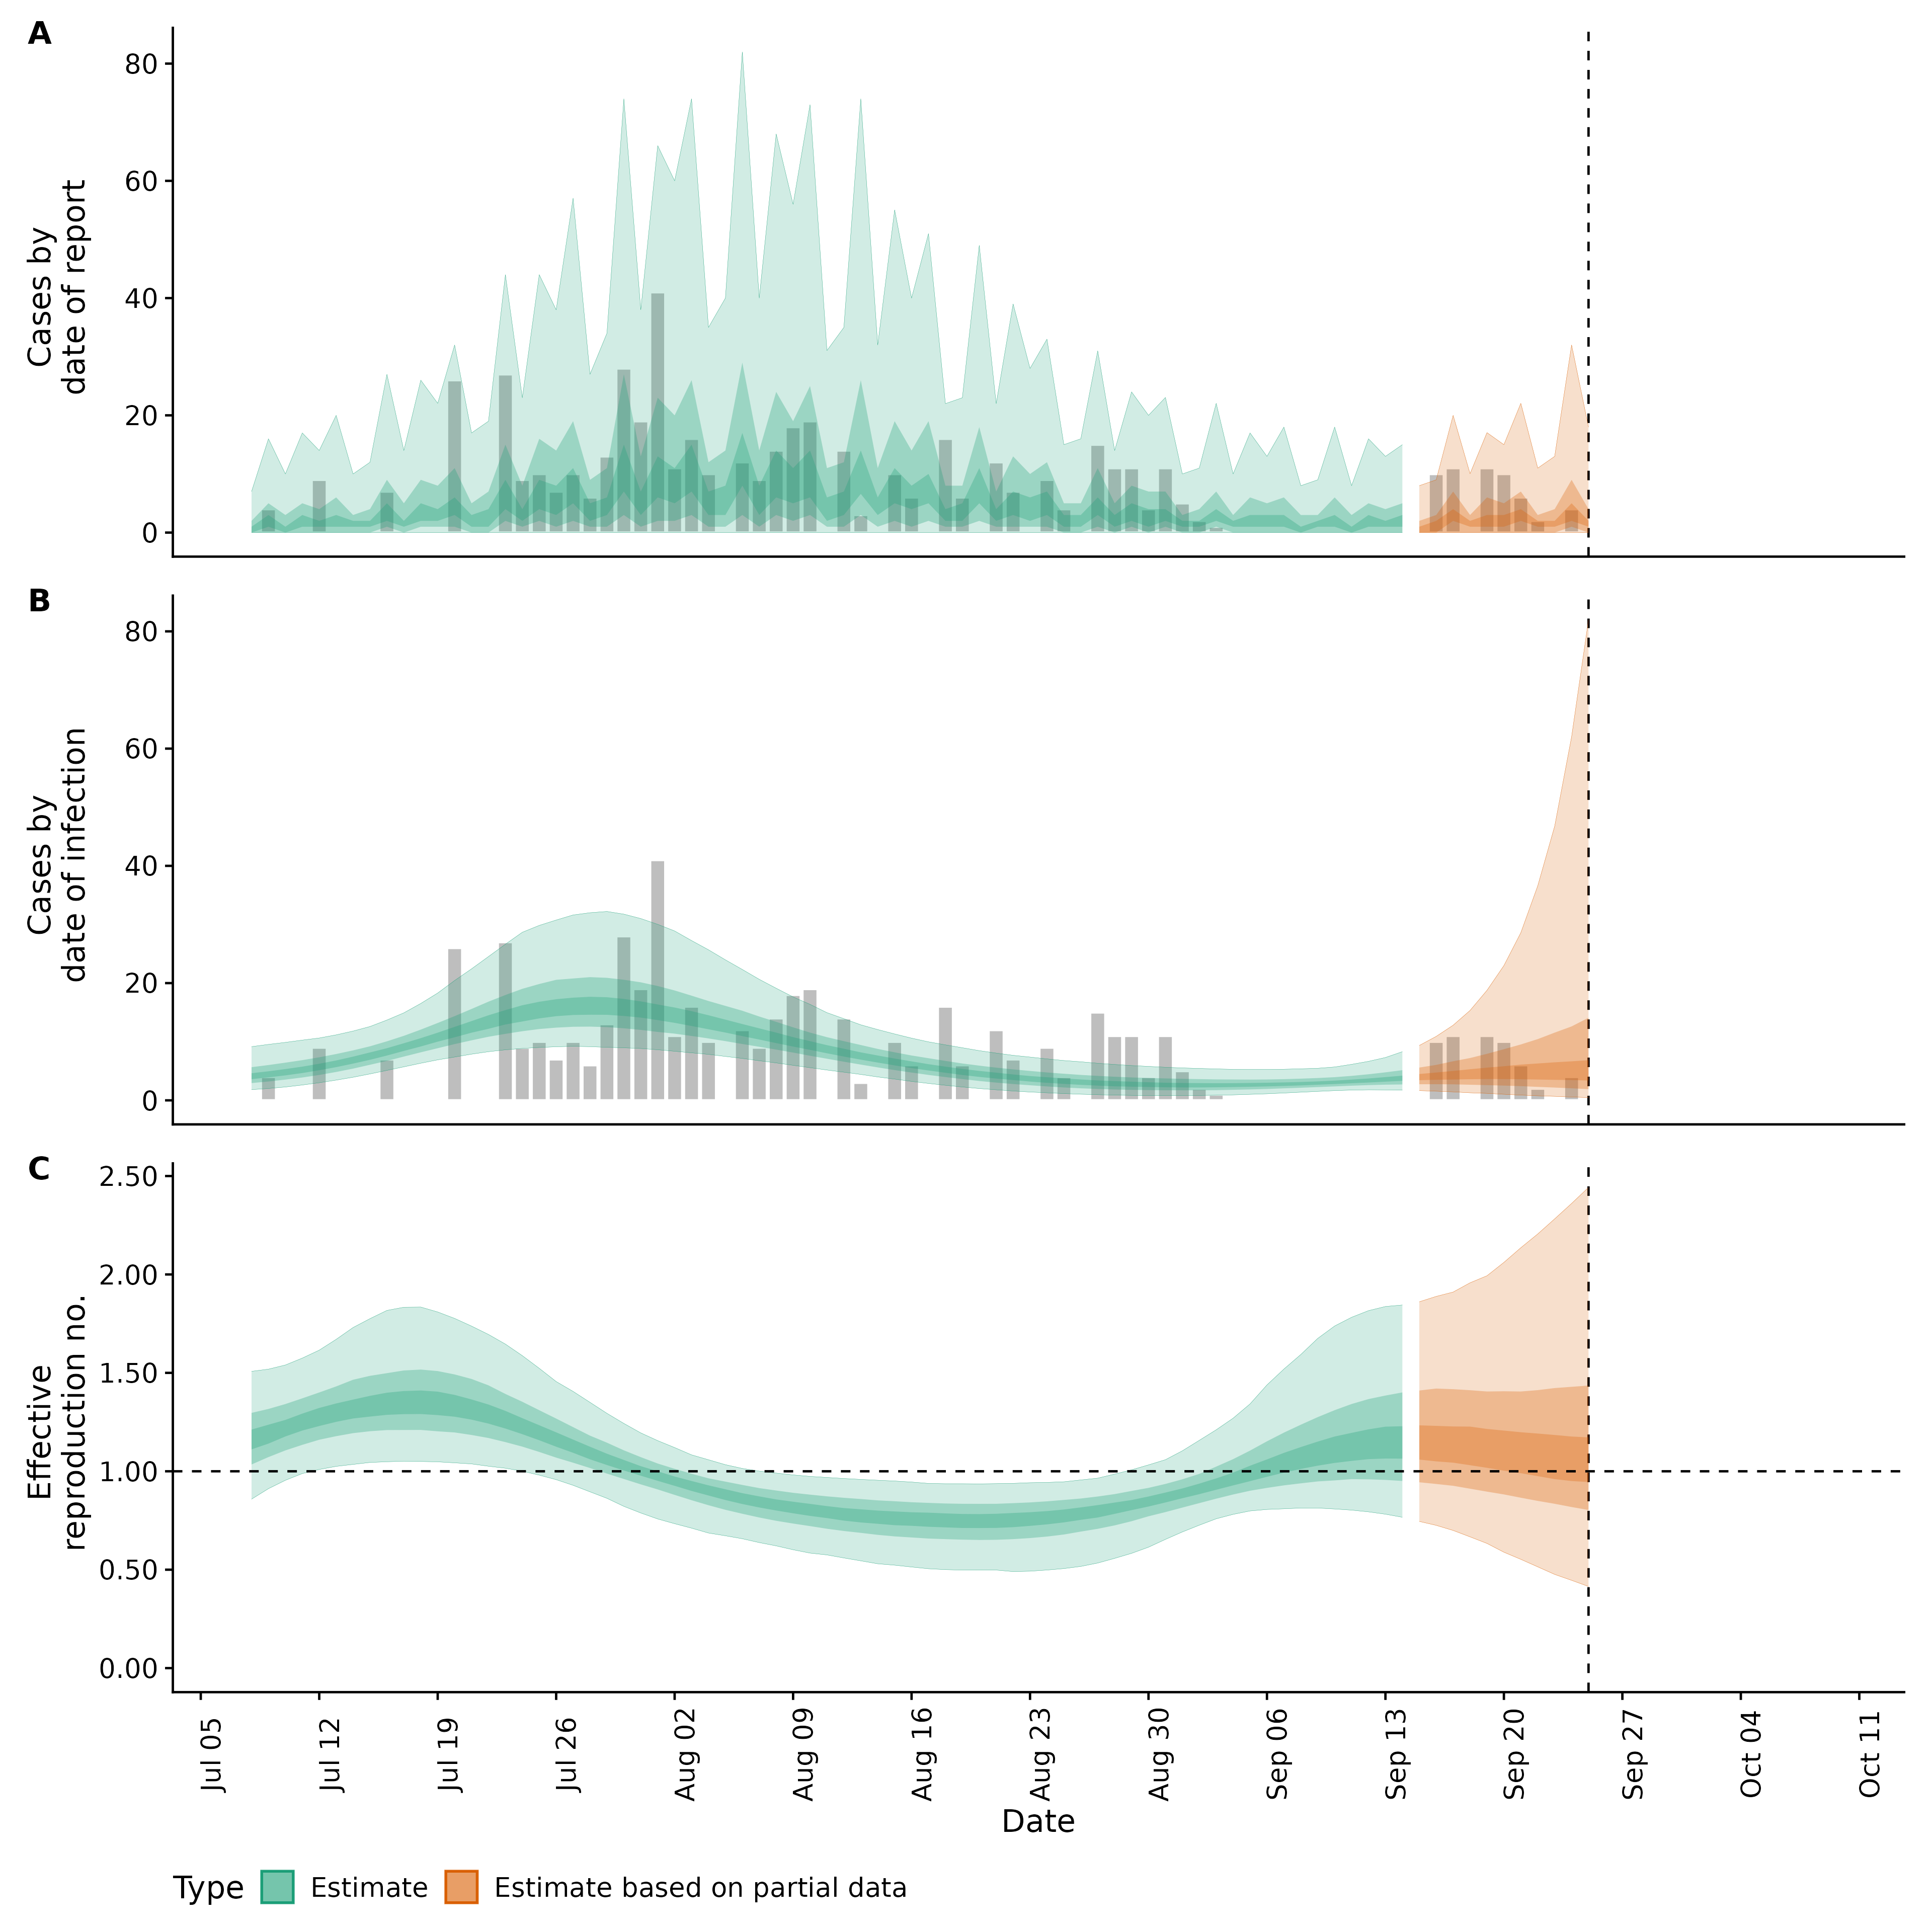 A
Cases by
date of report
80
60
40
20
0
B
Cases by
date of infection
80
60
40
20
0
C
Effective
reproduction no.
2.50
2.00
1.50
1.00
0.50
0.00
Jul 05
Jul 12
Jul 19
Jul 26
Aug 02
Aug 09
Aug 16
Aug 23
Aug 30
Sep 06
Sep 13
Sep 20
Sep 27
Oct 04
Oct 11
Date
Type Estimate Estimate based on partial data